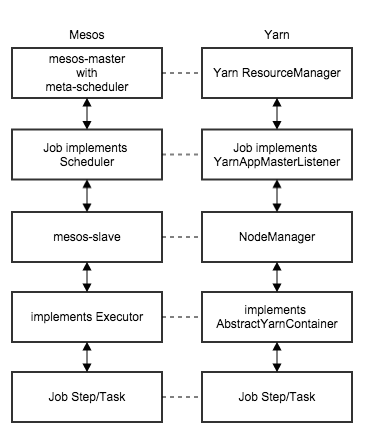 Mesos
Yarn
mesos-master
with
meta-scheduler
Yarn ResourceManager
Job implements
Scheduler
Job implements
YarnAppMasterListener
mesos-slave
NodeManager
implements Executor
implements
AbstractYarnContainer
Job Step/Task
Job Step/Task